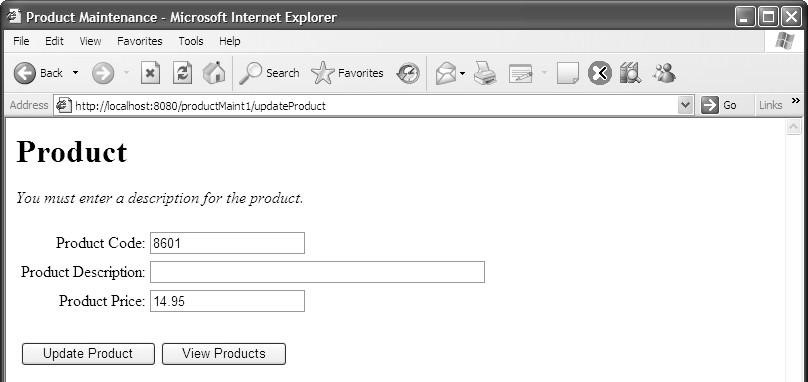 Product Maintenance - Microsoft Internet Explorer
File Edit View Favorites Tools Help
Back Search Favorites
Address http://localhost:8080/productMaint1/updateProduct Go Links »
Product
You must enter a description for the product.
Product Code: 8601
Product Description:
Product Price: 14.95
Update Product View Products